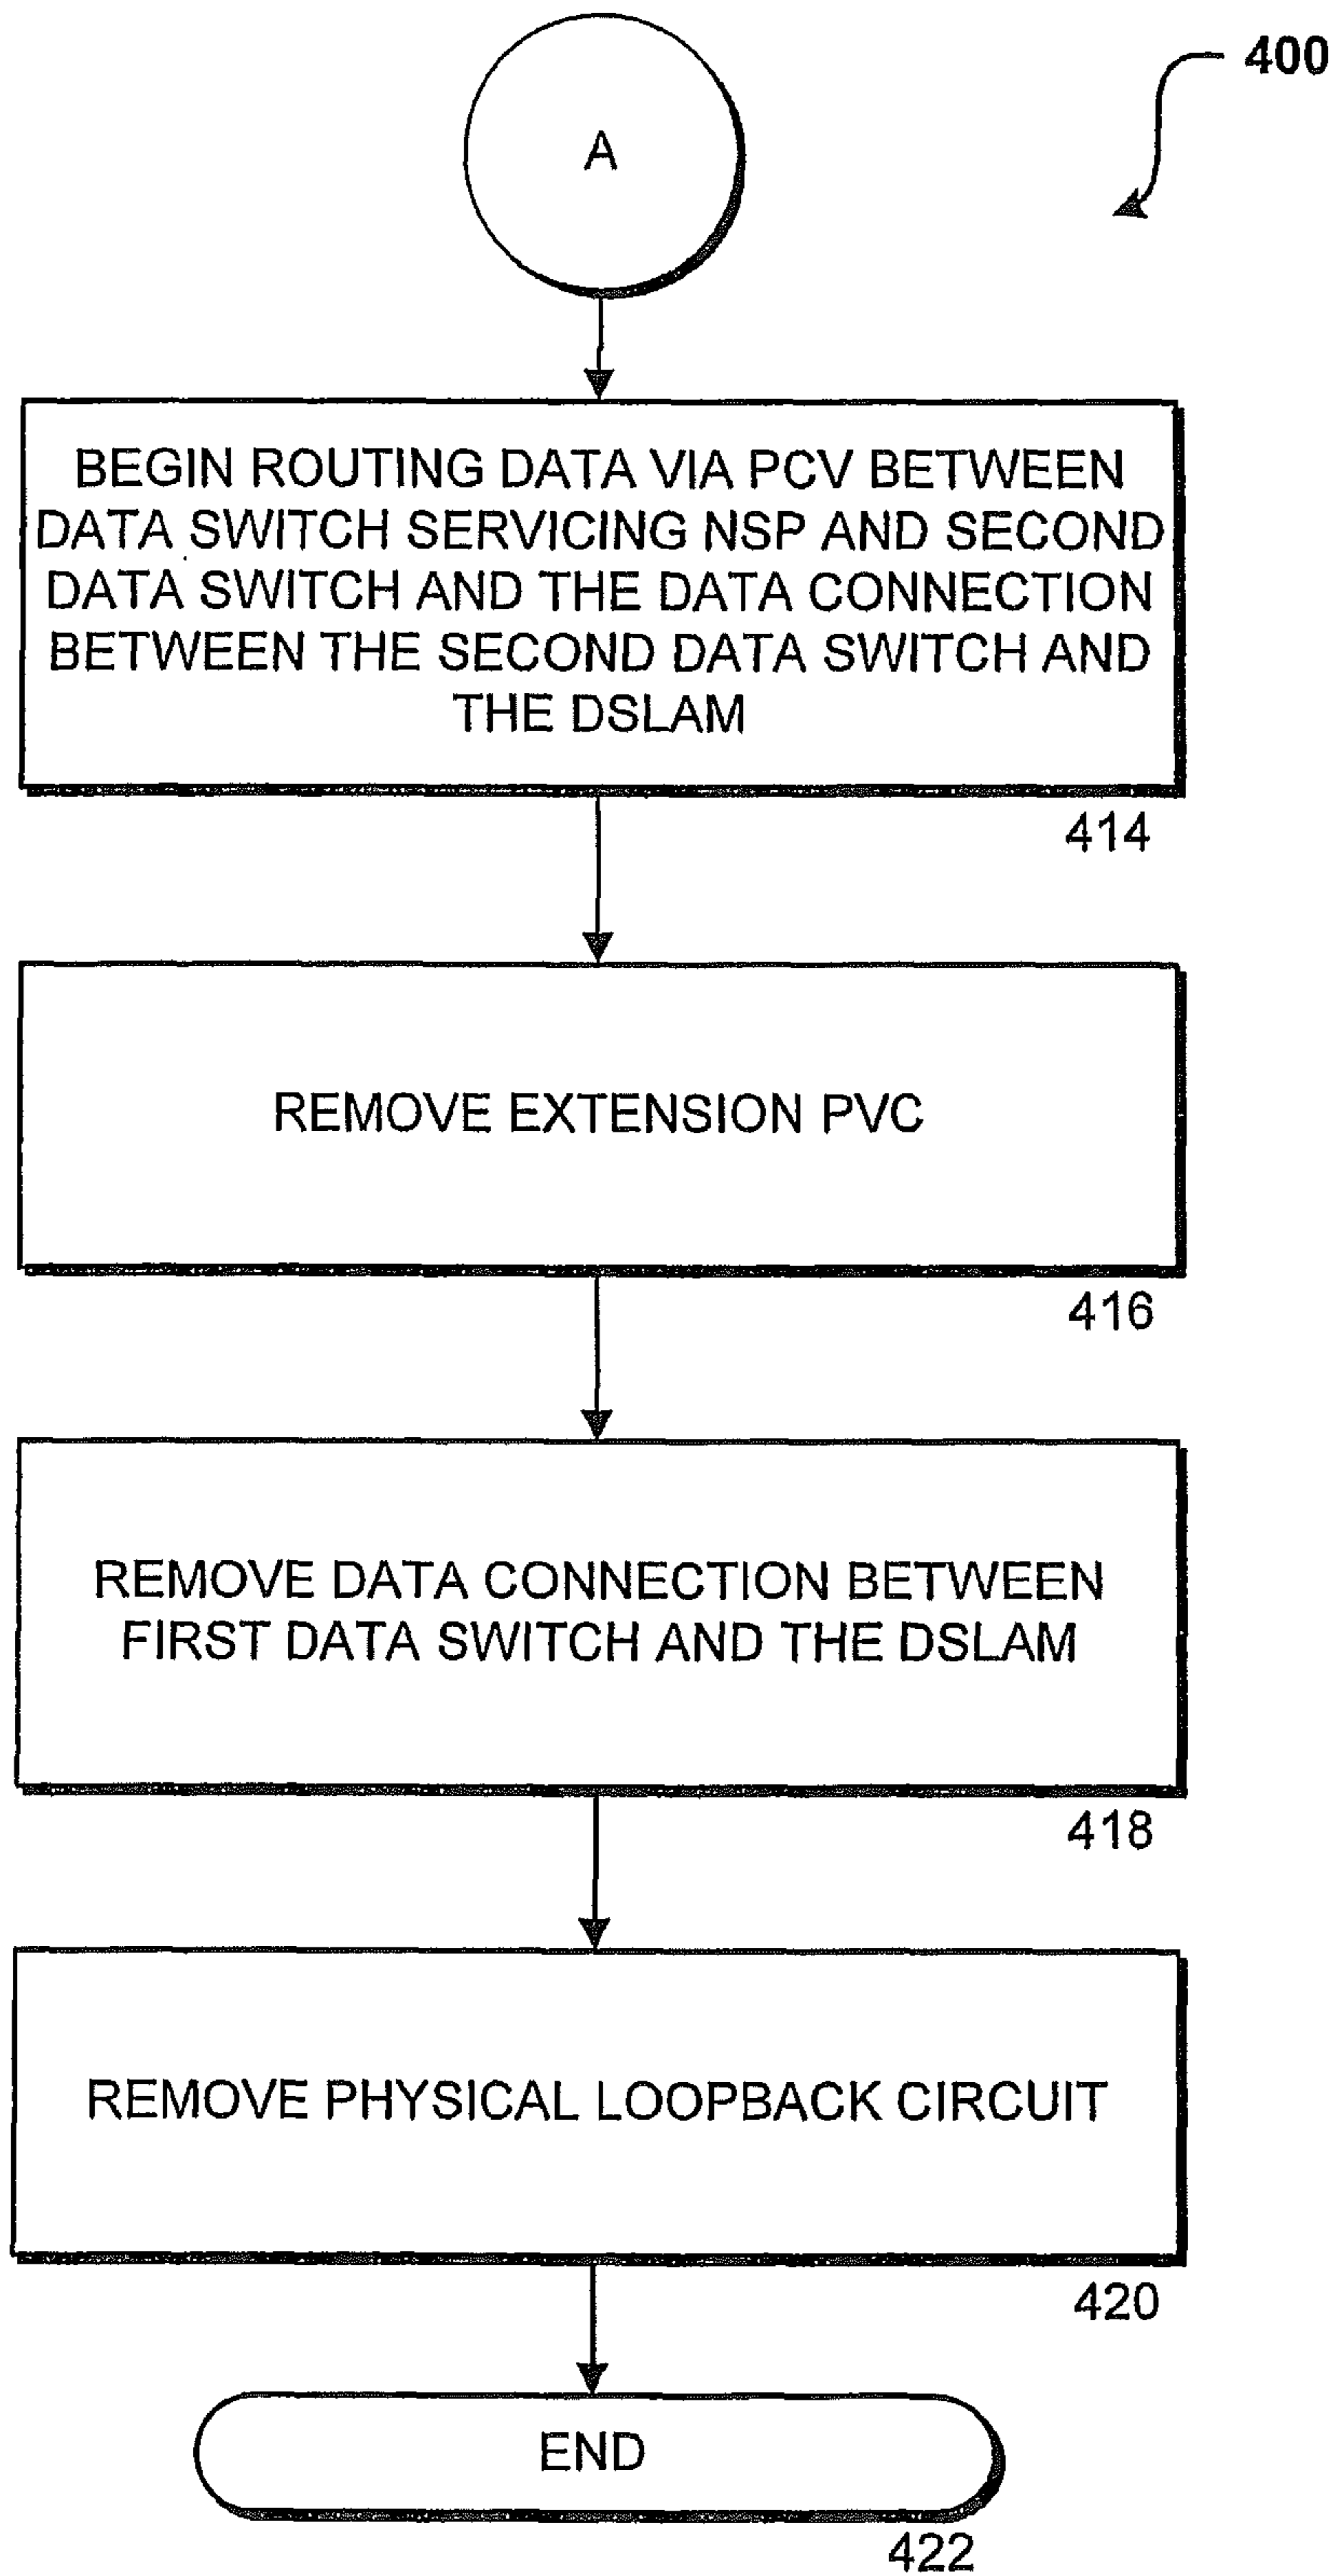 400
A
BEGIN ROUTING DATA VIA PCV BETWEEN
DATA SWITCH SERVICING NSP AND SECOND
DATA SWITCH AND THE DATA CONNECTION
BETWEEN THE SECOND DATA SWITCH AND
THE DSLAM
414
REMOVE EXTENSION PVC
416
REMOVE DATA CONNECTION BETWEEN
FIRST DATA SWITCH AND THE DSLAM
418
REMOVE PHYSICAL LOOPBACK CIRCUIT
420
END
422